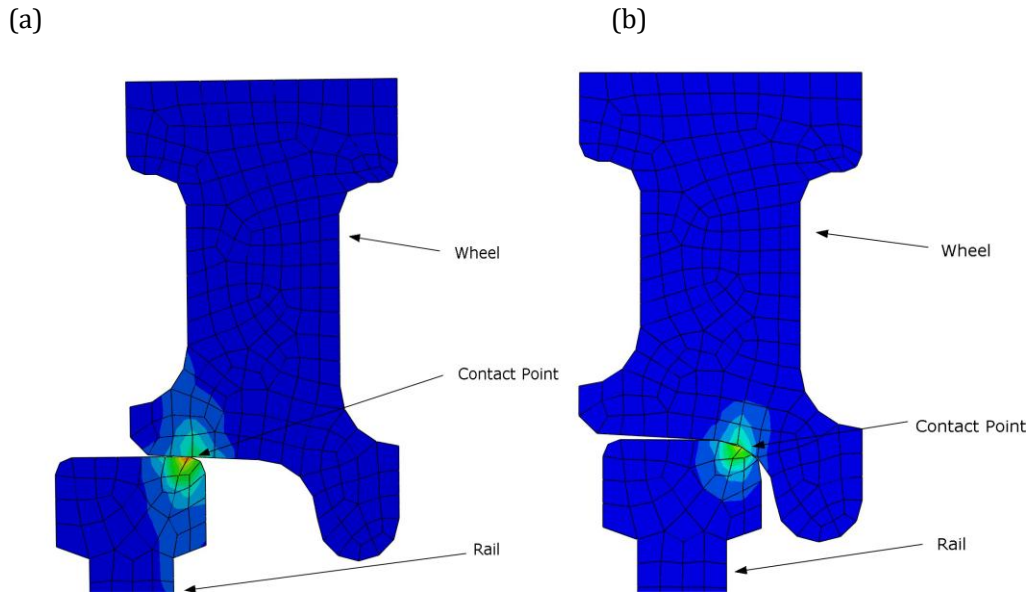 (a)
(b)
Wheel
Wheel
Contact Point
Contact Point
Rail
Rail